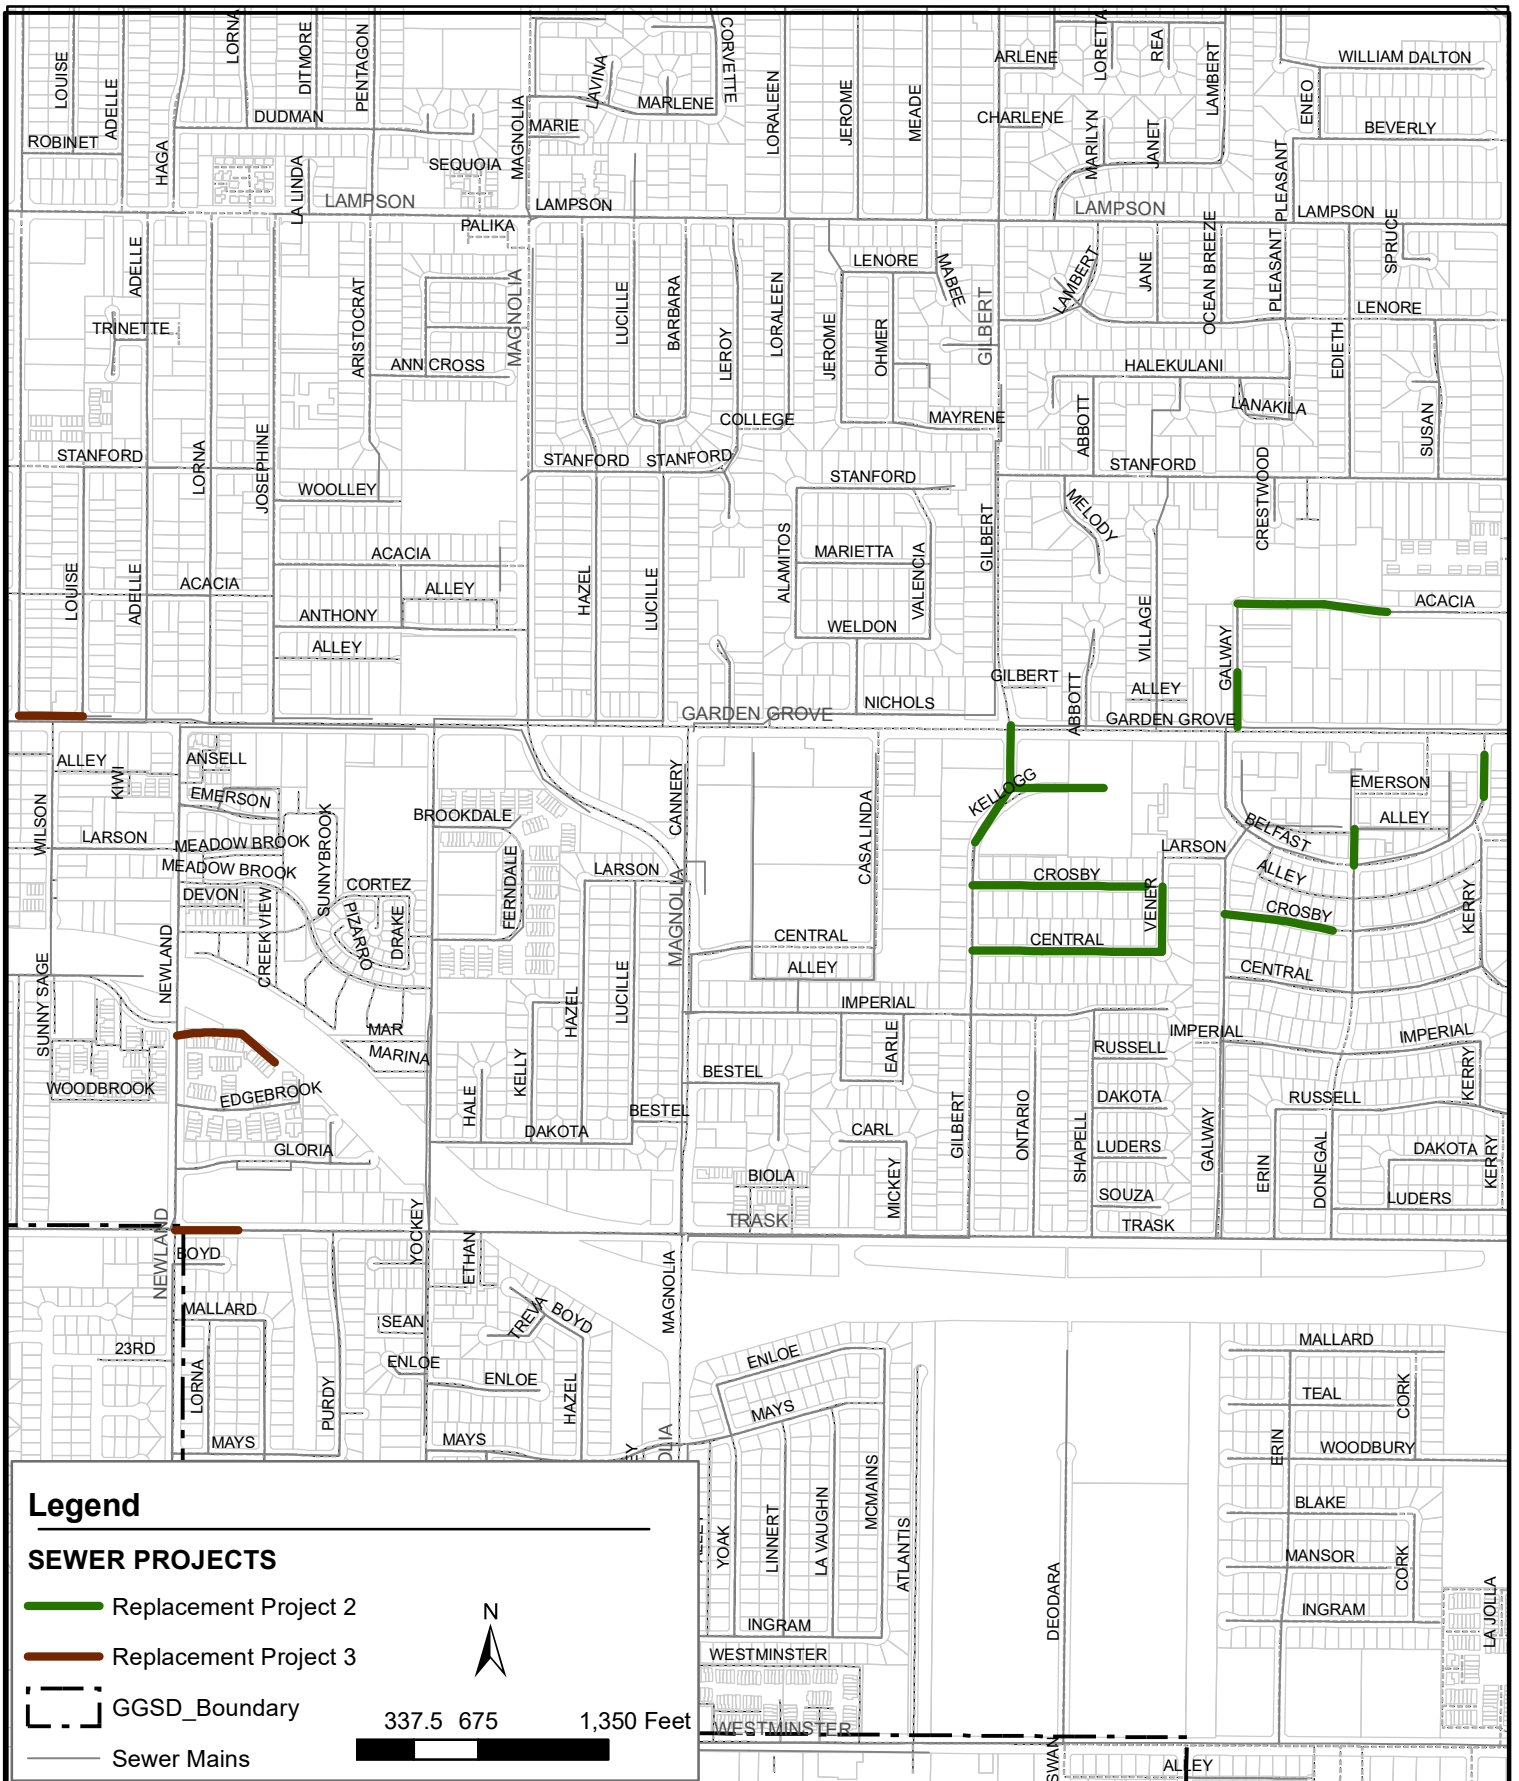 LOUISE
ADELLE
LORNA
DITMORE
PENTAGON
LAVINA
CORVETTE
LORALEEN
JEROME
MEADE
ARLENE
LORETTA
REA
LAMBERT
WILLIAM DALTON
ENEO
BEVERLY
ROBINET
HAGA
DUDMAN
MARLENE
MARIE
MAGNOLIA
CHARLENE
MARILYN
JANET
PLEASANT
SEQUOIA
LA LINDA
LAMPSON
LAMPSON
LAMPSON
LAMPSON
PALIKA
SPRUCE
ADELLE
ARISTOCRAT
MAGNOLIA
LUCILLE
BARBARA
LEROY
LORALEEN
LENORE
MABEE
GILBERT
LAMBERT
JANE
OCEAN BREEZE
PLEASANT
LENORE
TRINETTE
JEROME
OHMER
EDIETH
ANN CROSS
HALEKULANI
LANAKILA
COLLEGE
MAYRENE
ABBOTT
SUSAN
STANFORD
LORNA
JOSEPHINE
STANFORD
STANFORD
STANFORD
STANFORD
CRESTWOOD
WOOLLEY
MELODY
ALAMITOS
GILBERT
ACACIA
MARIETTA
VALENCIA
LOUISE
ADELLE
ACACIA
ALLEY
HAZEL
LUCILLE
ACACIA
ANTHONY
WELDON
VILLAGE
ALLEY
GALWAY
GILBERT
ABBOTT
ALLEY
NICHOLS
GARDEN GROVE
GARDEN GROVE
ALLEY
KIWI
ANSELL
WILSON
EMERSON
CANNERY
CASA LINDA
KELLOGG
EMERSON
BROOKDALE
SUNNYBROOK
BELFAST
ALLEY
LARSON
MEADOW BROOK
MEADOW BROOK
LARSON
LARSON
ALLEY
DEVON
CORTEZ
FERNDALE
MAGNOLIA
CROSBY
VENER
CROSBY
KERRY
CREEK VIEW
PIZARRO
DRAKE
CENTRAL
CENTRAL
NEWLAND
ALLEY
CENTRAL
SUNNY SAGE
HAZEL
LUCILLE
IMPERIAL
IMPERIAL
IMPERIAL
MAR
MARINA
EARLE
RUSSELL
WOODBROOK
EDGEBROOK
HALE
KELLY
BESTEL
BESTEL
GILBERT
ONTARIO
SHAPELL
DAKOTA
GALWAY
RUSSELL
KERRY
DAKOTA
CARL
LUDERS
ERIN
DONEGAL
DAKOTA
KERRY
GLORIA
BIOLA
MICKEY
SOUZA
LUDERS
NEWLAND
YOCKEY
TRASK
TRASK
BOYD
ETHAN
MAGNOLIA
MALLARD
SEAN
TREVA
BOYD
MALLARD
23RD
LORNA
PURDY
ENLOE
ENLOE
HAZEL
ENLOE
TEAL
CORK
MAYS
MAYS
MAYS
ERIN
WOODBURY
YOAK
LINNERT
LA VAUGHN
MCMAINS
ATLANTIS
BLAKE
DEODARA
MANSOR
CORK
INGRAM
INGRAM
LA JOLLA
WESTMINSTER
WESTMINSTER
SWAN
ALLEY
Legend
SEWER PROJECTS
Replacement Project 2
Replacement Project 3
GGSD_Boundary
Sewer Mains
N
337.5 675 1,350 Feet